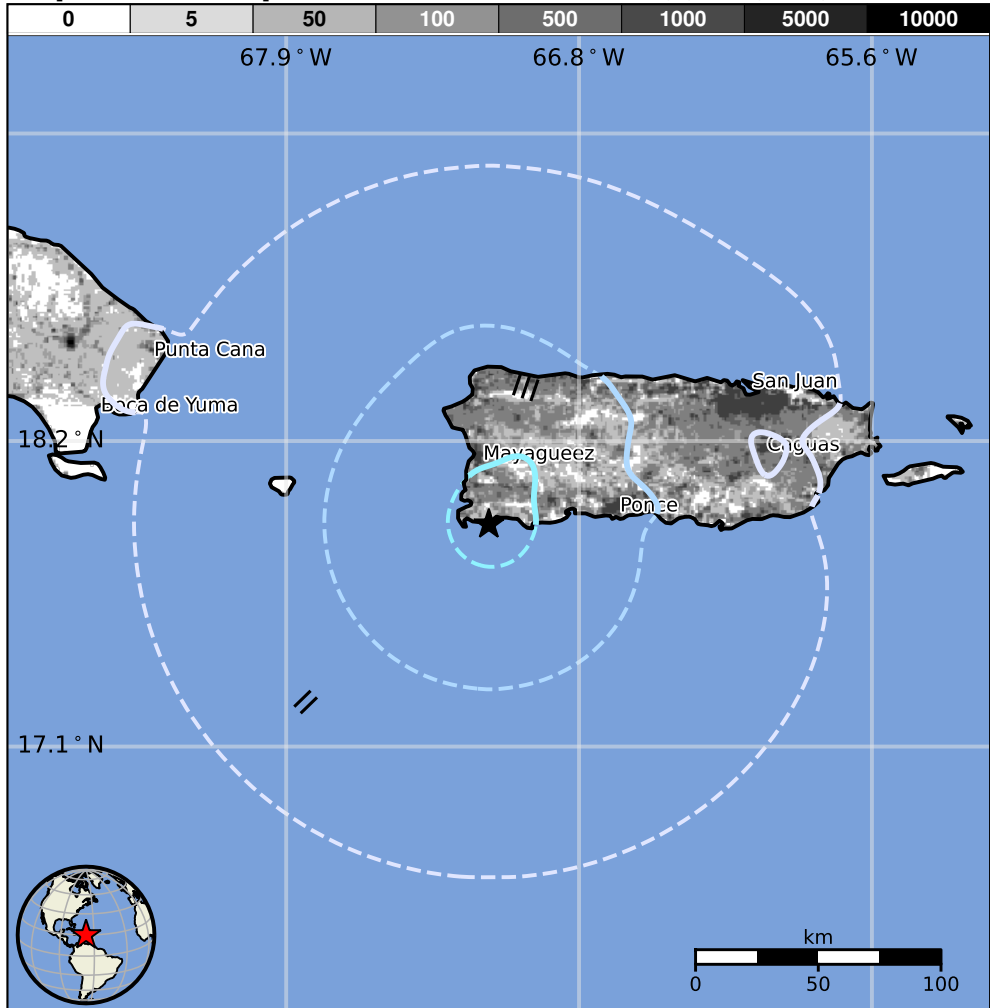 0 5 50 100 500 1000 5000 10000
67.9°W 66.8°W 65.6°W
Punta Cana
San Juan
Boca de Yuma
18.2°N
Caguas
Mayagueez
Ponce
17.1°N
km
0 50 100